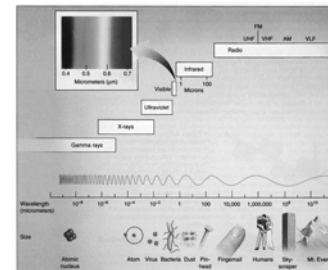 FM
UHF VHF AM VLF
Radio
Infrared
0.4 0.5 0.6 0.7
Micrometers (μm)
1 100
Visible Microns
Ultraviolet
X-rays
Gamma rays
Wavelength
(micrometers)
100 10,000 1,000,000
Size
Atomic
nucleus
Atom
Virus
Bacteria
Dust
Pin-
head
Fingernail
Humans
Sky-
scraper